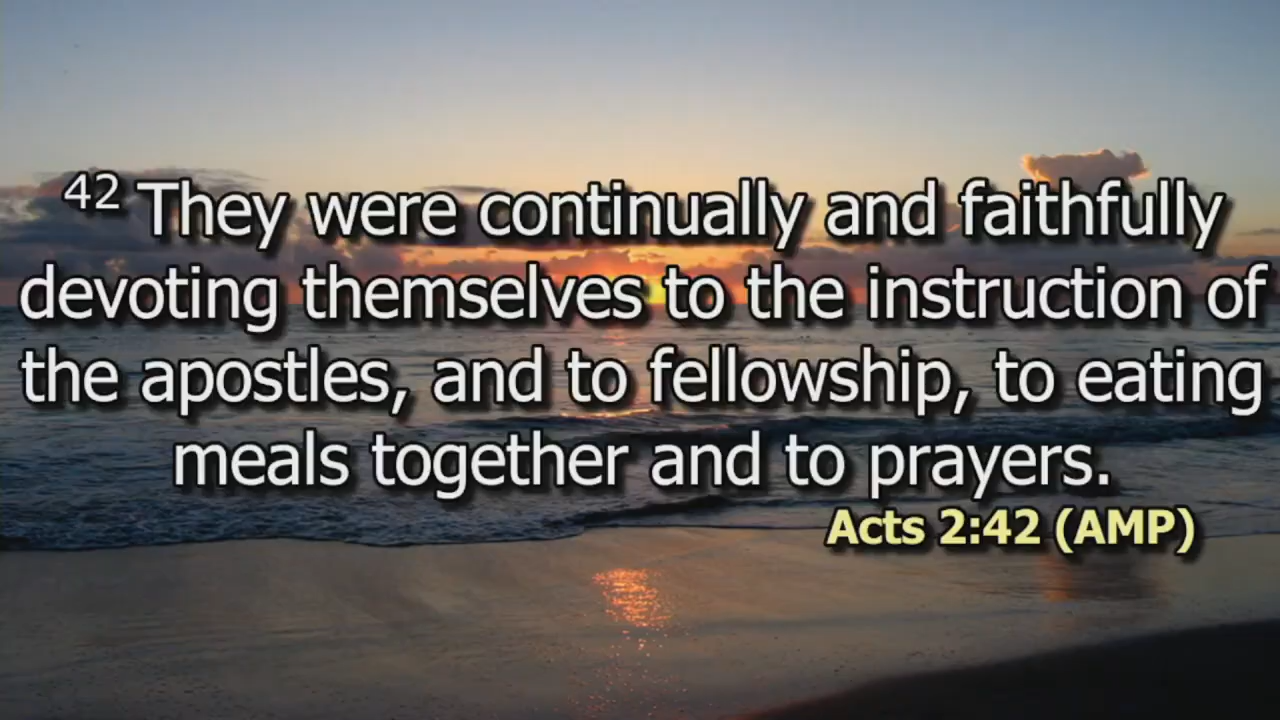 42 They were continually and faithfully
devoting themselves to the instruction of
the apostles, and to fellowship, to eating
meals together and to prayers.
Acts 2:42 (AMP)